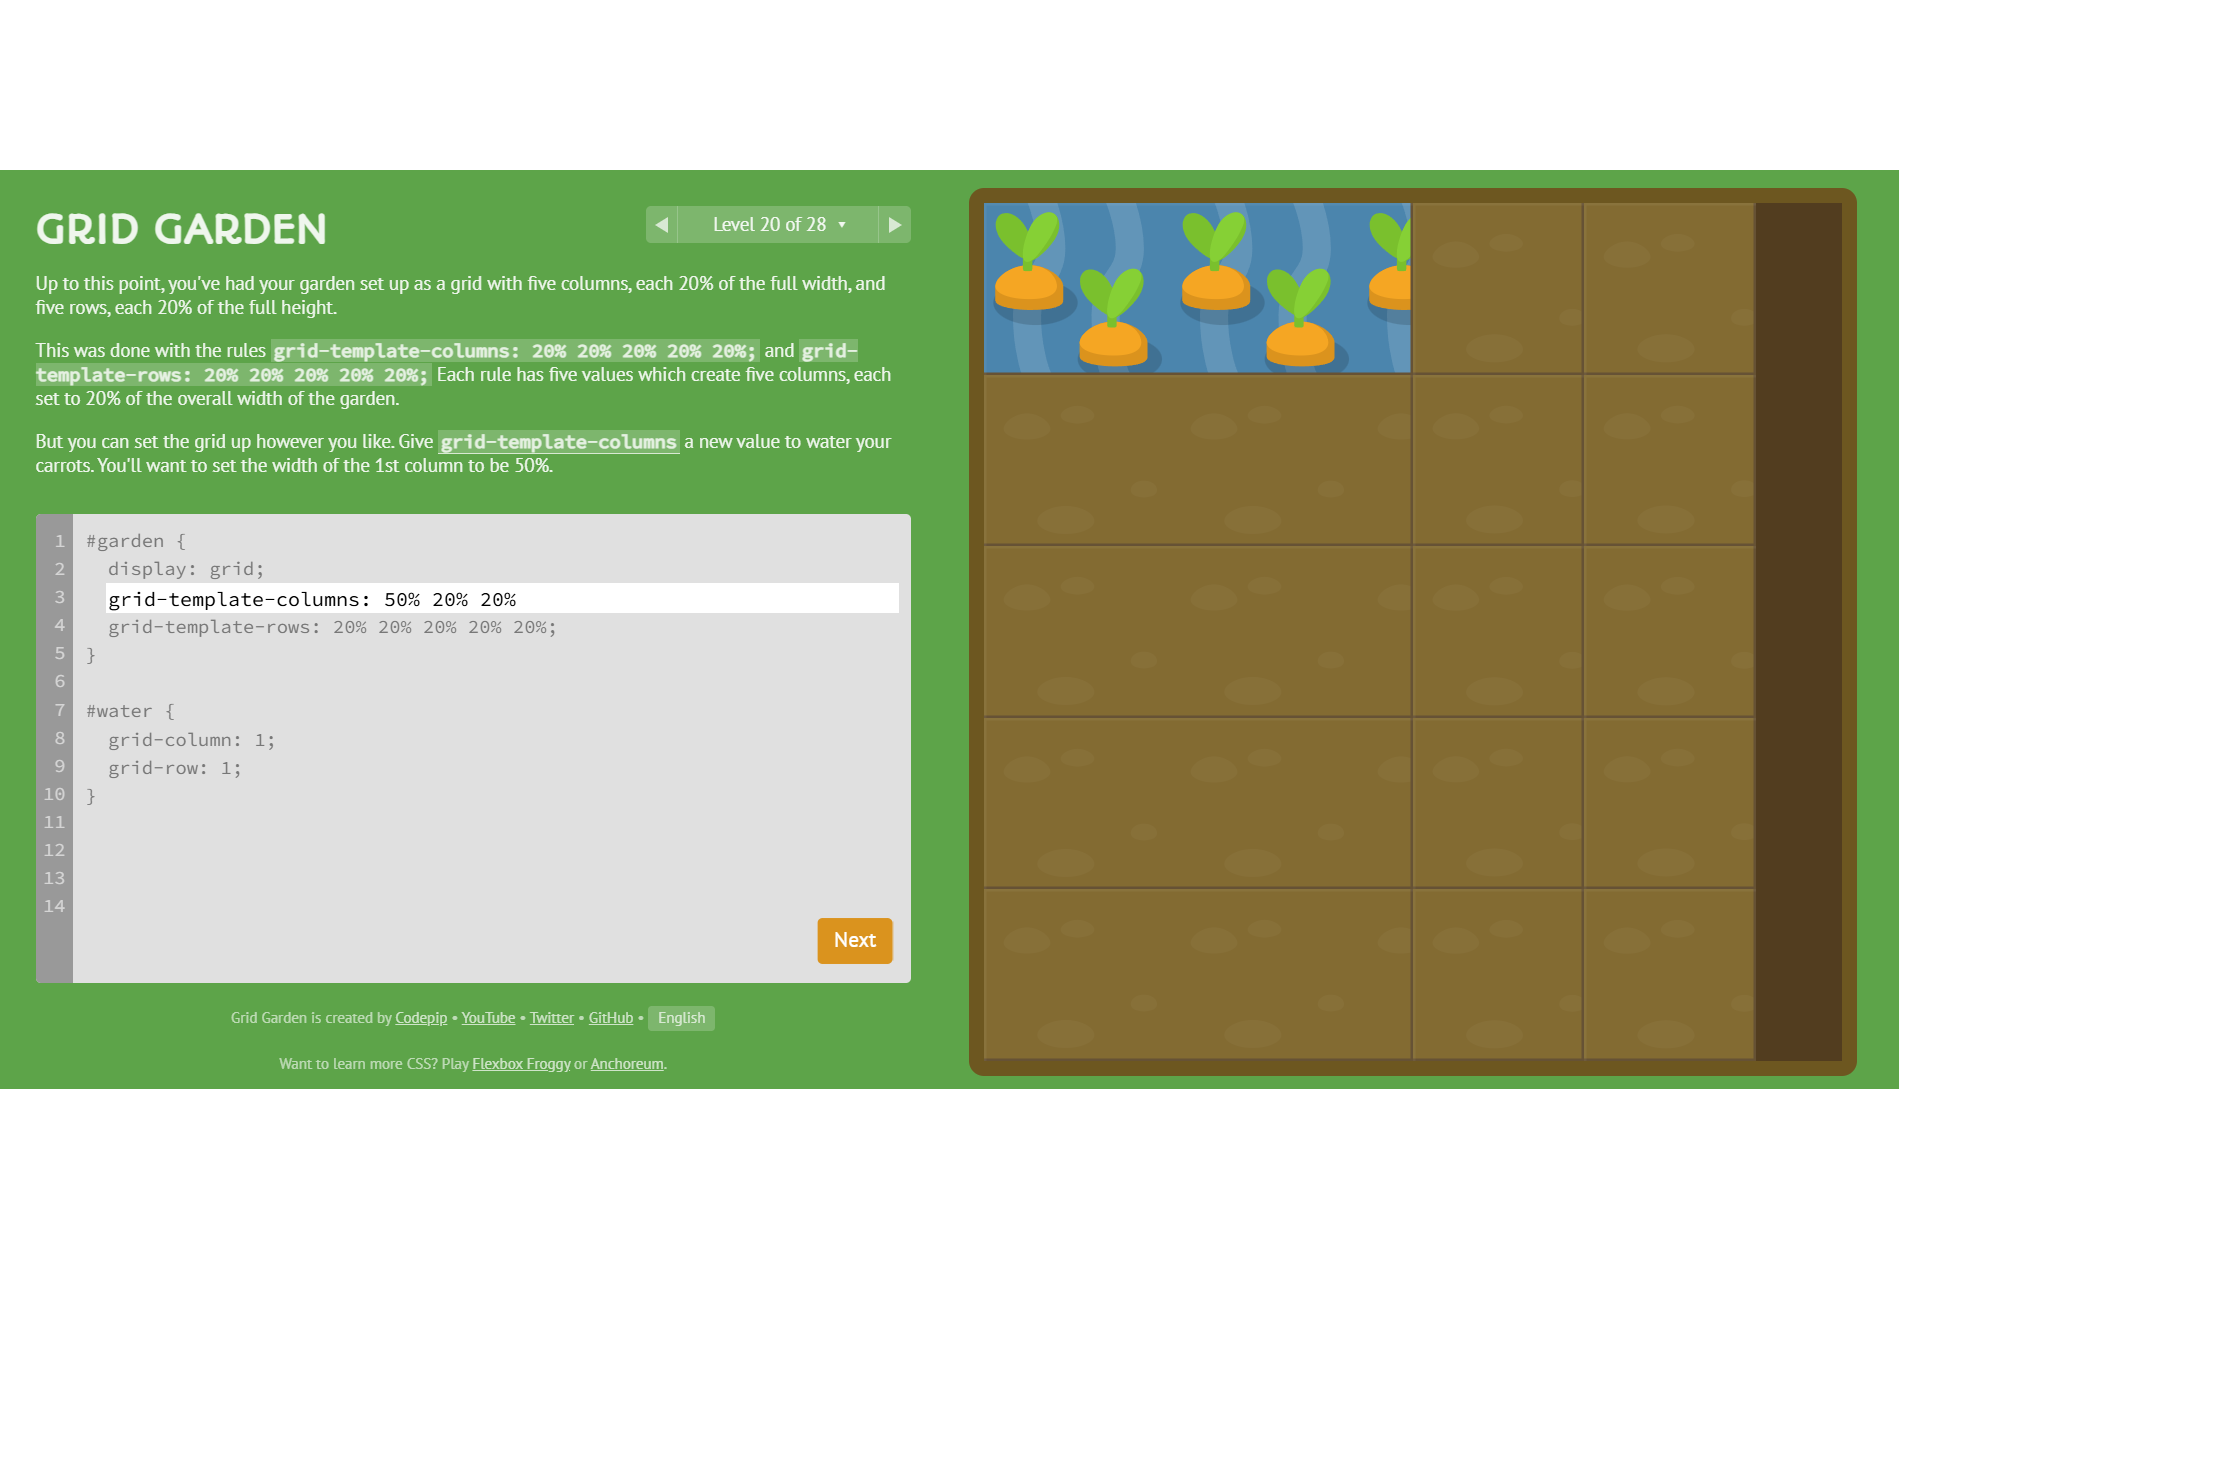 GRID GARDEN
Level 20 of 28
Up to this point, you've had your garden set up as a grid with five columns, each 20% of the full width, and
five rows, each 20% of the full height.
This was done with the rules grid-template-columns: 20% 20% 20% 20% 20%; and grid-
template-rows: 20% 20% 20% 20% 20%; Each rule has five values which create five columns, each
set to 20% of the overall width of the garden.
But you can set the grid up however you like. Give grid-template-columns a new value to water your
carrots. You'll want to set the width of the 1st column to be 50%.
1 #garden {
2 display: grid;
3 grid-template-columns: 50% 20% 20%
4 grid-template-rows: 20% 20% 20% 20% 20%;
5 }
6
7 #water {
8 grid-column: 1;
9 grid-row: 1;
10 }
11
12
13
14
Next
Grid Garden is created by Codepip • YouTube • Twitter • GitHub • English
Want to learn more CSS? Play Flexbox Froggy or Anchoreum.